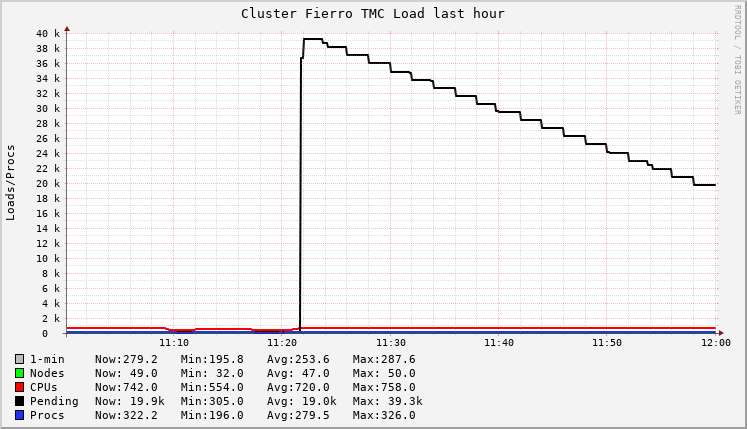 Cluster Fierro TMC Load last hour
RRDTOOL / TOBI OETIKER
Loads/Procs
40 k
38 k
36 k
34 k
32 k
30 k
28 k
26 k
24 k
22 k
20 k
18 k
16 k
14 k
12 k
10 k
8 k
6 k
4 k
2 k
0
11:10 11:20 11:30 11:40 11:50 12:00
1-min Now:279.2 Min:195.8 Avg:253.6 Max:287.6
Nodes Now: 49.0 Min: 32.0 Avg: 47.0 Max: 50.0
CPUs Now:742.0 Min:554.0 Avg:720.0 Max:758.0
Pending Now: 19.9k Min:305.0 Avg: 19.0k Max: 39.3k
Procs Now:322.2 Min:196.0 Avg:279.5 Max:326.0